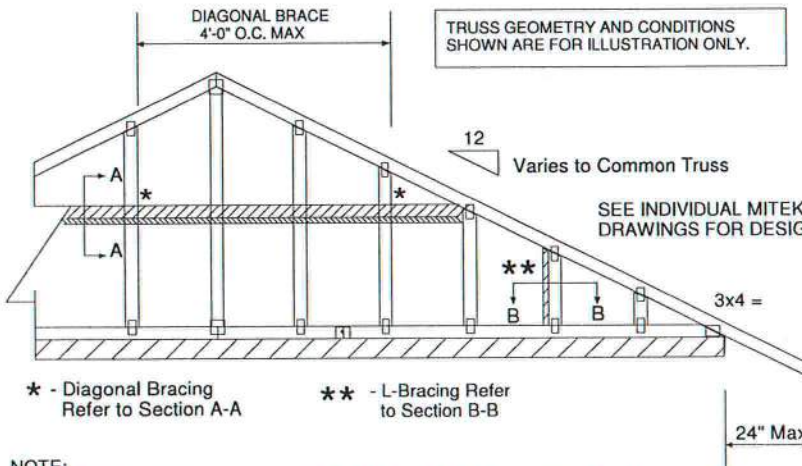 DIAGONAL BRACE
4'-0" O.C. MAX
TRUSS GEOMETRY AND CONDITIONS
SHOWN ARE FOR ILLUSTRATION ONLY.
12
Varies to Common Truss
A
*
*
SEE INDIVIDUAL MITEK
DRAWINGS FOR DESIG
A
**
B
B
3x4 =
* - Diagonal Bracing
Refer to Section A-A
** - L-Bracing Refer
to Section B-B
24" Max
NOTE: